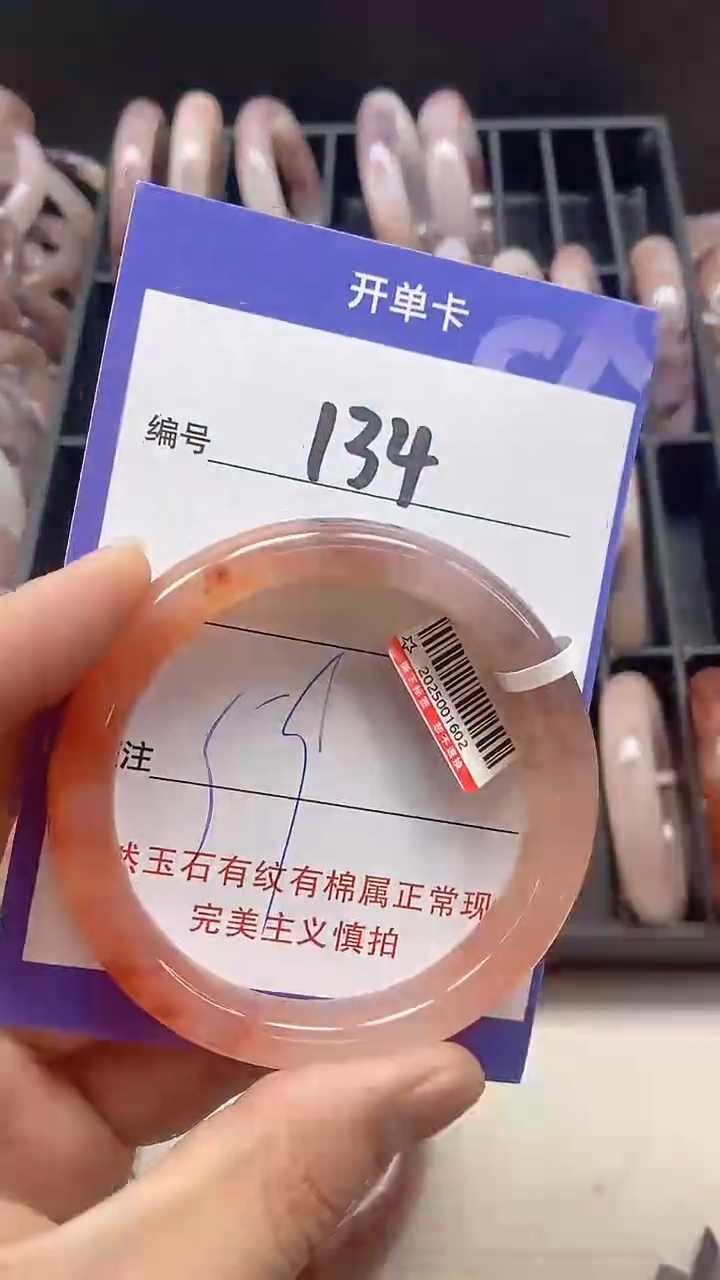 开单卡
编号 134
2025001602
注
然玉石有纹有棉属正常现
完美主义慎拍